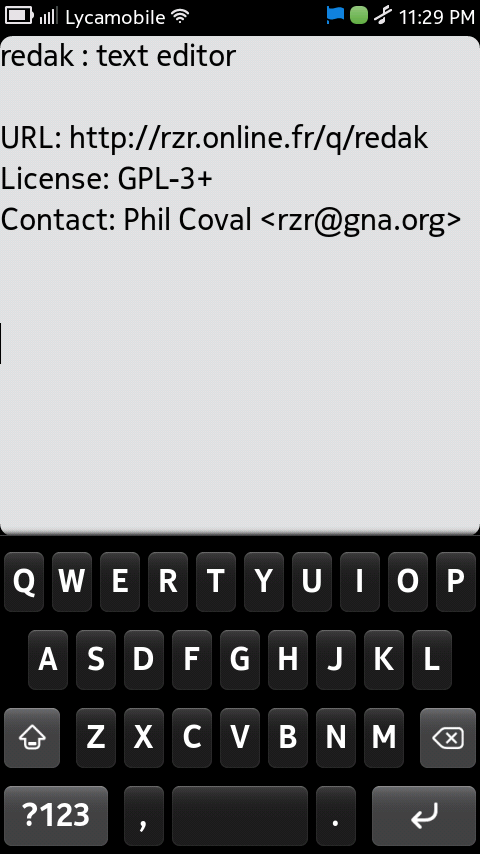 Lycamobile 11:29 PM
redak : text editor
URL: http://rzr.online.fr/q/redak
License: GPL-3+
Contact: Phil Coval <rzr@gna.org>
Q W E R T Y U I O P
A S D F G H J K L
Z X C V B N M
?123 , .